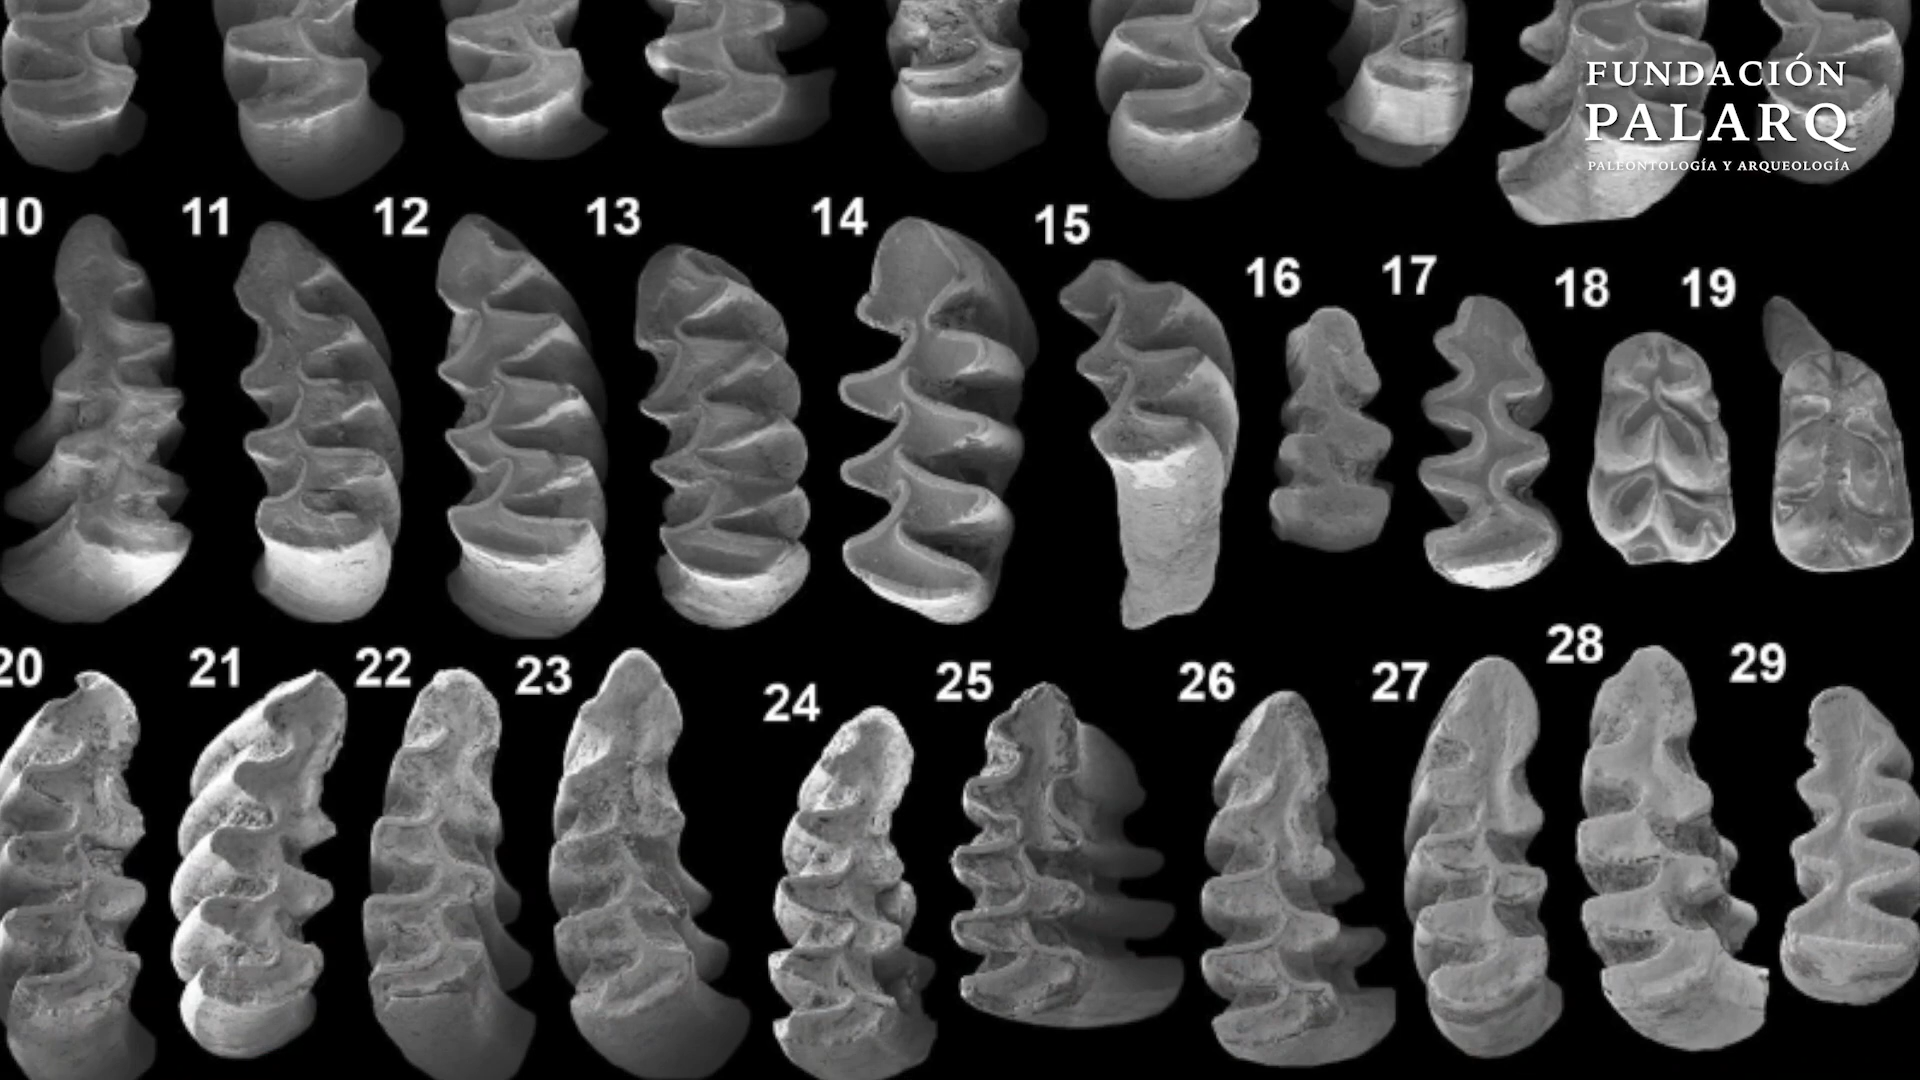 FUNDACIÓN
PALARQ
PALEONTOLOGÍA Y ARQUEOLOGÍA
10 11 12 13 14 15 16 17 18 19
20 21 22 23 24 25 26 27 28 29